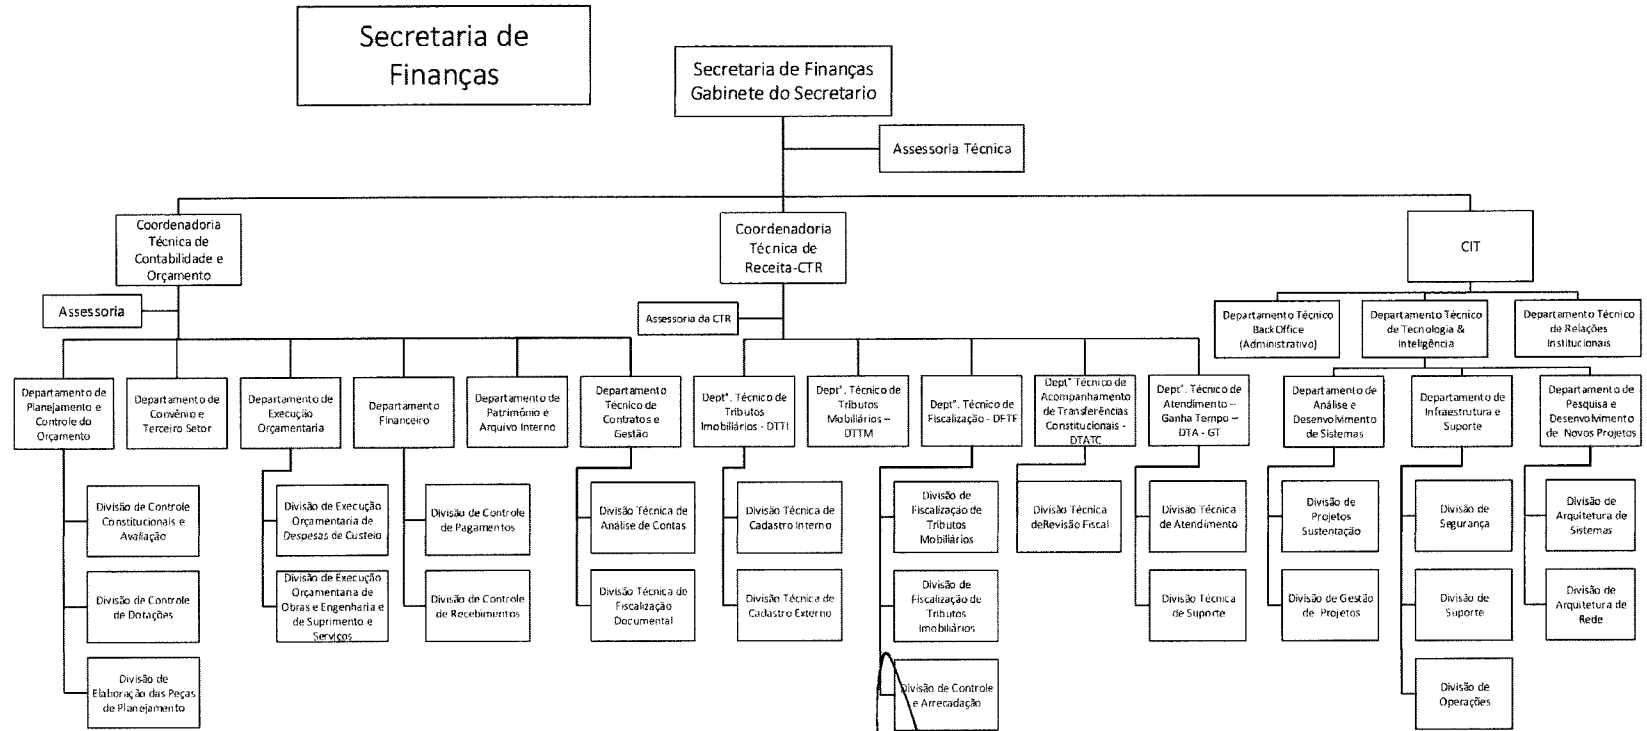 Secretaria de
Finanças
Secretaria de Finanças
Gabinete do Secretario
Assessoria Técnica
Coordenadoria
Técnica de
Contabilidade e
Orçamento
Coordenadoria
Técnica de
Receita-CTR
CIT
Assessoria
Assessoria da CTR
Departamento Técnico
BackOffice
(Administrativo)
Departamento Técnico
de Tecnologia &
Inteligência
Departamento Técnico
de Relações
Institucionais
Departamento de
Planejamento e
Controle do
Orçamento
Departamento de
Convênio e
Terceiro Setor
Departamento de
Execução
Orçamentaria
Departamento
Financeiro
Departamento de
Patrimônio e
Arquivo Interno
Departamento
Técnico de
Contratos e
Gestão
Dept°. Técnico de
Tributos
Imobiliários - DTTI
Dept°. Técnico de
Tributos
Mobiliários –
DTTM
Dept°. Técnico de
Fiscalização - DFTF
Dept° Técnico de
Acompanhamento
de Transferências
Constitucionais -
DTATC
Dept°. Técnico de
Atendimento –
Ganha Tempo –
DTA - GT
Departamento de
Análise e
Desenvolvimento
de Sistemas
Departamento de
Infraestrutura e
Suporte
Departamento de
Pesquisa e
Desenvolvimento
de Novos Projetos
Divisão de Controle
Constitucionais e
Avaliação
Divisão de Execução
Orçamentaria de
Despesas de Custeio
Divisão de Controle
de Pagamentos
Divisão Técnica de
Análise de Contas
Divisão Técnica de
Cadastro Interno
Divisão de
Fiscalização de
Tributos
Mobiliários
Divisão Técnica
deRevisão Fiscal
Divisão Técnica
de Atendimento
Divisão de
Projetos
Sustentação
Divisão de
Segurança
Divisão de
Arquitetura de
Sistemas
Divisão de Controle
de Dotações
Divisão de Execução
Orçamentaria de
Obras e Engenharia e
de Suprimento e
Serviços
Divisão de Controle
de Recebimentos
Divisão Técnica de
Fiscalização
Documental
Divisão Técnica de
Cadastro Externo
Divisão de
Fiscalização de
Tributos
Imobiliários
Divisão Técnica
de Suporte
Divisão de Gestão
de Projetos
Divisão de
Suporte
Divisão de
Arquitetura de
Rede
Divisão de
Elaboração das Peças
de Planejamento
Divisão de Controle
e Arrecadação
Divisão de
Operações